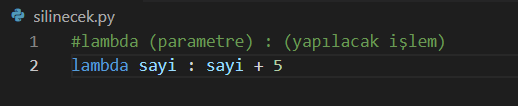 silinecek.py
1 #lambda (parametre) : (yapılacak işlem)
2 lambda sayi : sayi + 5